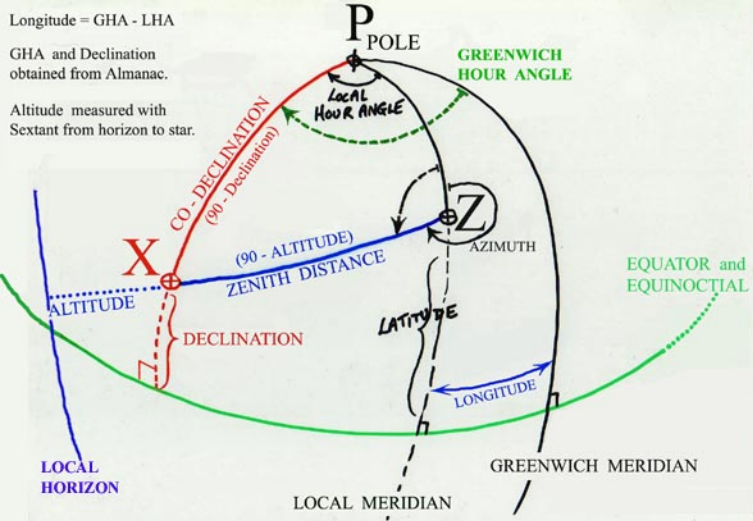 Longitude = GHA - LHA
GHA and Declination
obtained from Almanac.
Altitude measured with
Sextant from horizon to star.
P
POLE
GREENWICH
HOUR ANGLE
LOCAL
HOUR ANGLE
CO - DECLINATION
(90 - Declination)
Z
AZIMUTH
X
(90 - ALTITUDE)
ZENITH DISTANCE
ALTITUDE
EQUATOR and
EQUINOCTIAL
LATITUDE
DECLINATION
LONGITUDE
LOCAL
HORIZON
GREENWICH MERIDIAN
LOCAL MERIDIAN